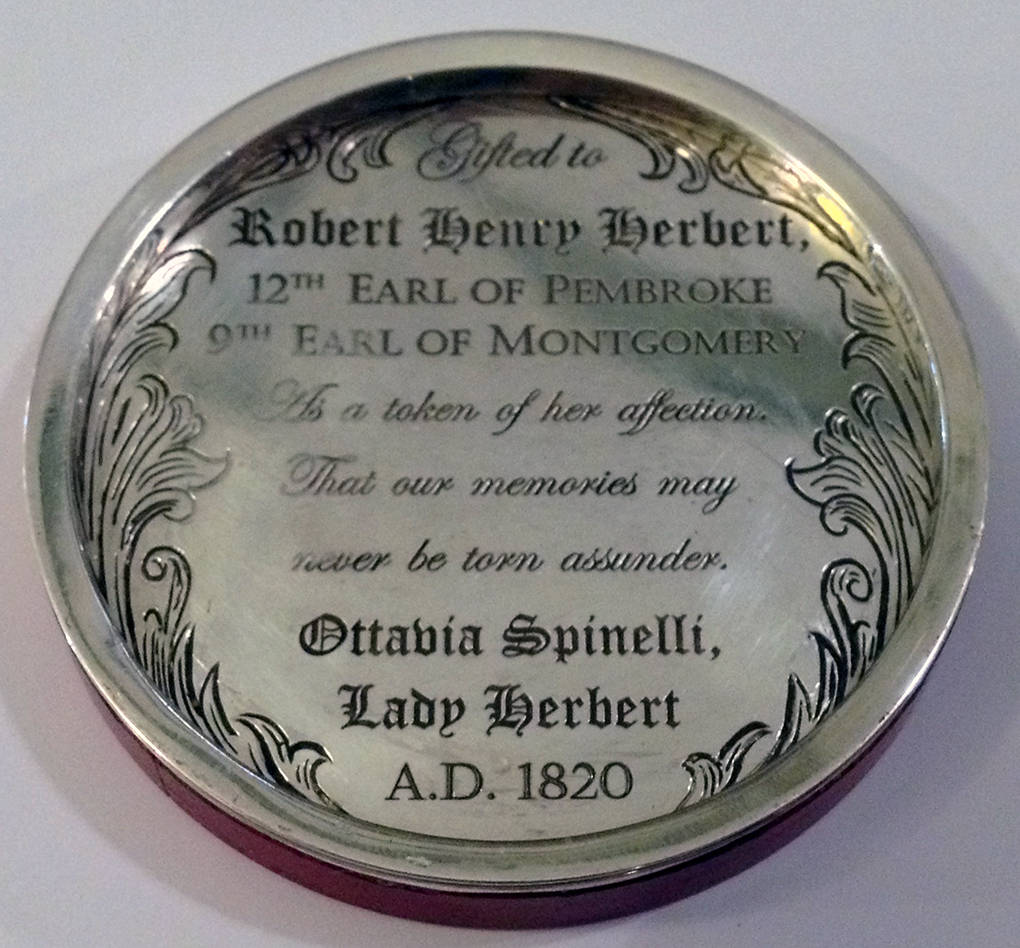 Gifted to
Robert Henry Herbert,
12TH EARL OF PEMBROKE
9TH EARL OF MONTGOMERY
As a token of her affection.
That our memories may
never be torn assunder.
Ottavia Spinelli,
Lady Herbert
A.D. 1820